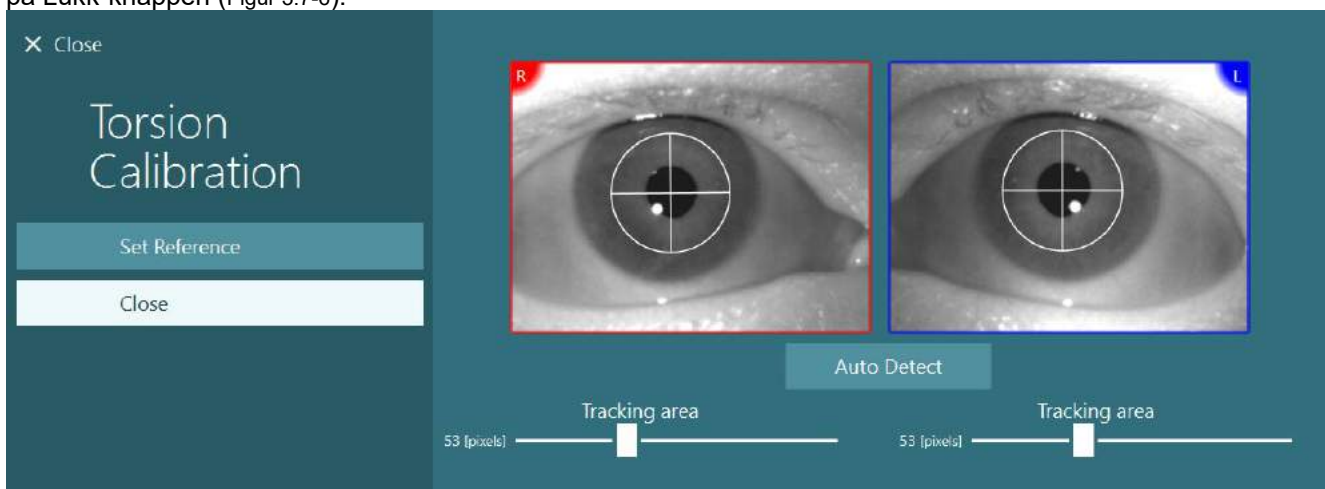 på Lukk-knappen (Figur 3.7-6).
Close
Torsion
Calibration
Set Reference
Close
R
L
Auto Detect
Tracking area
53 [pixels]
Tracking area
53 [pixels]